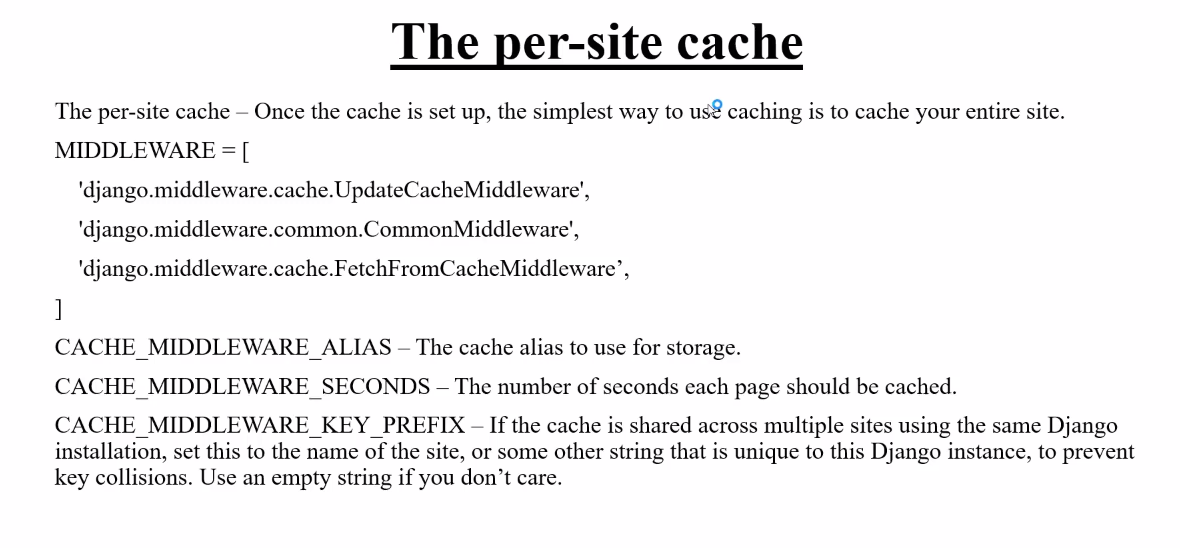 The per-site cache
The per-site cache – Once the cache is set up, the simplest way to use caching is to cache your entire site.
MIDDLEWARE = [
'django.middleware.cache.UpdateCacheMiddleware',
'django.middleware.common.CommonMiddleware',
'django.middleware.cache.FetchFromCacheMiddleware’,
]
CACHE_MIDDLEWARE_ALIAS – The cache alias to use for storage.
CACHE_MIDDLEWARE_SECONDS – The number of seconds each page should be cached.
CACHE_MIDDLEWARE_KEY_PREFIX – If the cache is shared across multiple sites using the same Django
installation, set this to the name of the site, or some other string that is unique to this Django instance, to prevent
key collisions. Use an empty string if you don’t care.